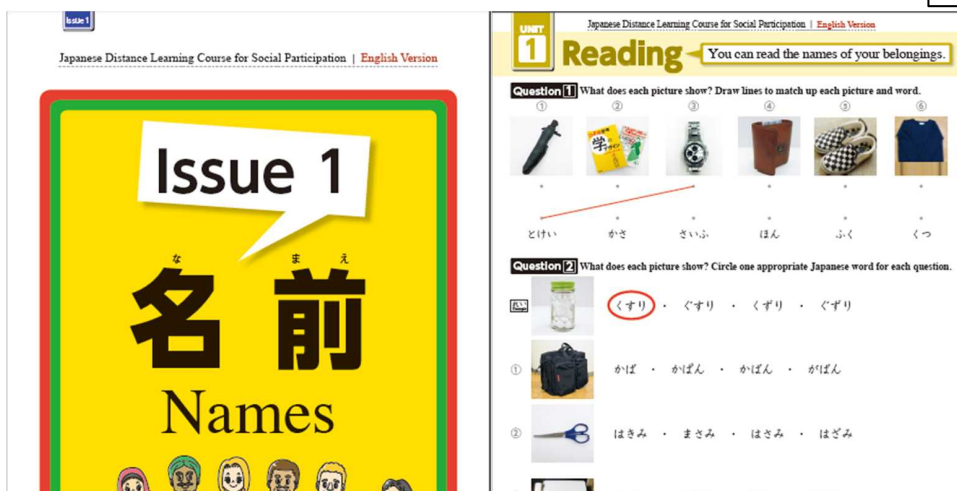 Issue 1
Japanese Distance Learning Course for Social Participation | English Version
Issue 1
な まえ
名前
Names
Japanese Distance Learning Course for Social Participation | English Version
UNIT
1
Reading
You can read the names of your belongings.
Question 1 What does each picture show? Draw lines to match up each picture and word.
① ② ③ ④ ⑤ ⑥
とけい かさ さいふ ほん ふく くつ
Question 2 What does each picture show? Circle one appropriate Japanese word for each question.
くすり ・ ぐすり ・ くずり ・ ぐずり
① かば ・ かぱん ・ かばん ・ がばん
② はきみ ・ まさみ ・ はさみ ・ はざみ